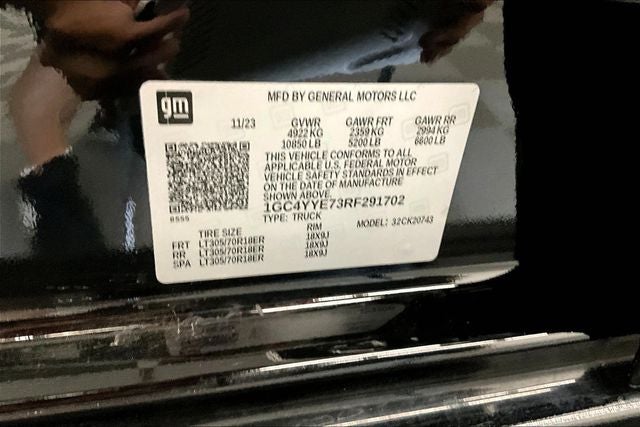 gm
MFD BY GENERAL MOTORS LLC
11/23 GVWR GAWR FRT GAWR RR
4922 KG 2359 KG 2994 KG
10850 LB 5200 LB 6600 LB
THIS VEHICLE CONFORMS TO ALL
APPLICABLE U.S. FEDERAL MOTOR
VEHICLE SAFETY STANDARDS IN EFFECT
ON THE DATE OF MANUFACTURE
SHOWN ABOVE.
1GC4YYE73RF291702
TYPE: TRUCK MODEL: 32CK20743
TIRE SIZE RIM
FRT LT305/70R18ER 18X9J
RR LT305/70R18ER 18X9J
SPA LT305/70R18ER 18X9J